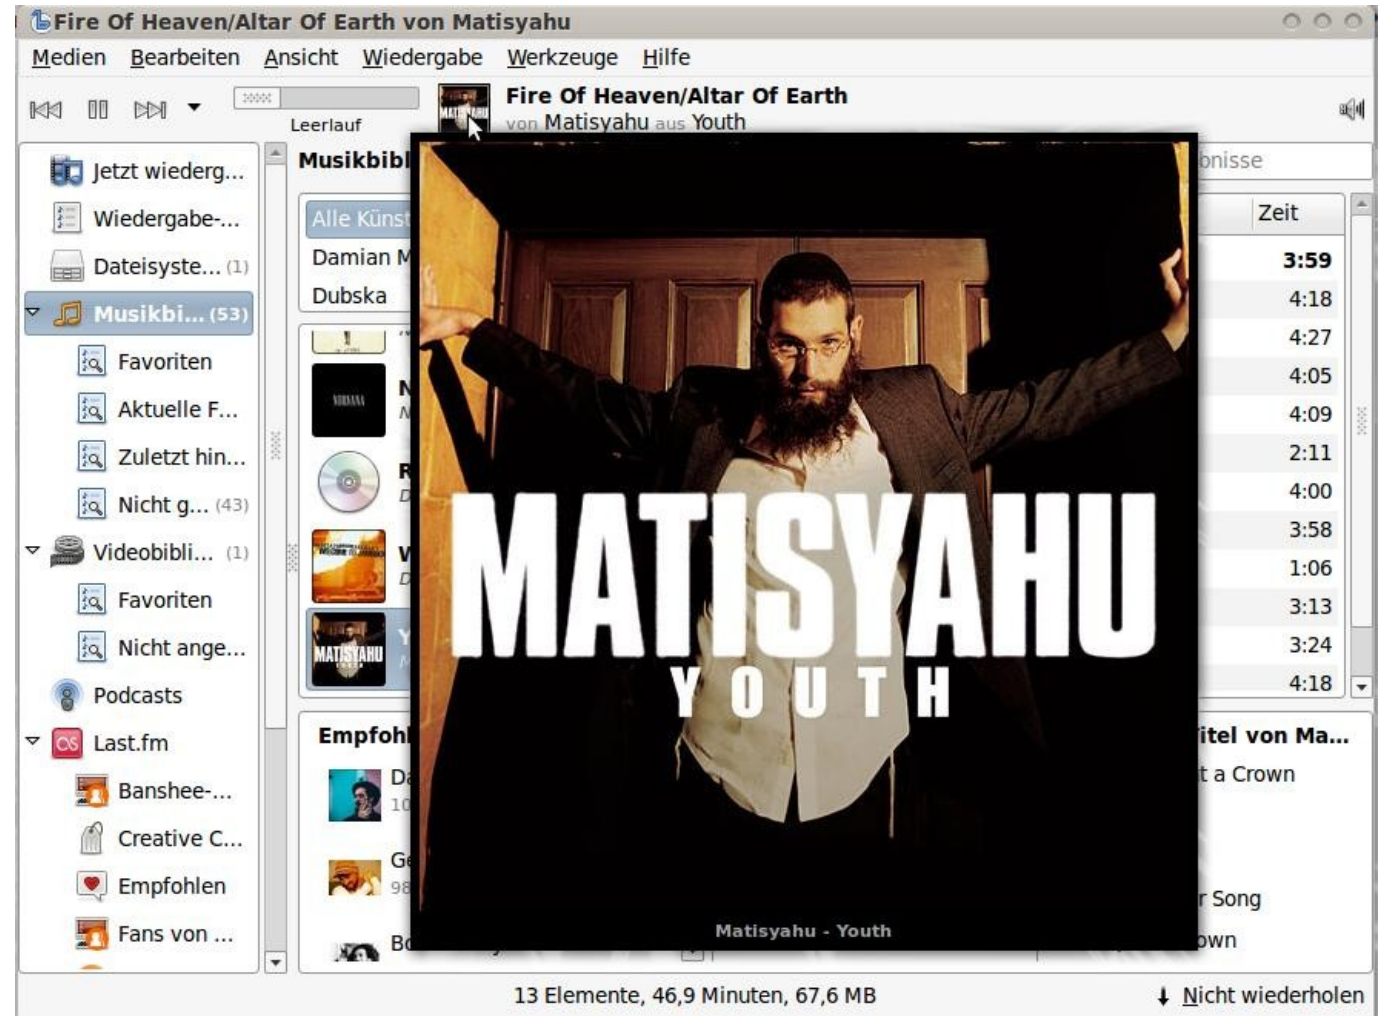 Fire Of Heaven/Altar Of Earth von Matisyahu
Medien Bearbeiten Ansicht Wiedergabe Werkzeuge Hilfe
Leerlauf
MATISYAHU
Fire Of Heaven/Altar Of Earth
von Matisyahu aus Youth
Jetzt wiederg...
Wiedergabe-...
Dateisyste... (1)
Musikbi... (53)
Favoriten
Aktuelle F...
Zuletzt hin...
Nicht g... (43)
Videobibli... (1)
Favoriten
Nicht ange...
Podcasts
Last.fm
Banshee-...
Creative C...
Empfohlen
Fans von ...
Musikbibl
Alle Künst
Damian M
Dubska
NIRVANA
MATISYAHU
YOUTH
Empfohl
Zeit
3:59
4:18
4:27
4:05
4:09
2:11
4:00
3:58
1:06
3:13
3:24
4:18
MATISYAHU
YOUTH
Matisyahu - Youth
itel von Ma...
t a Crown
r Song
own
13 Elemente, 46,9 Minuten, 67,6 MB
Nicht wiederholen